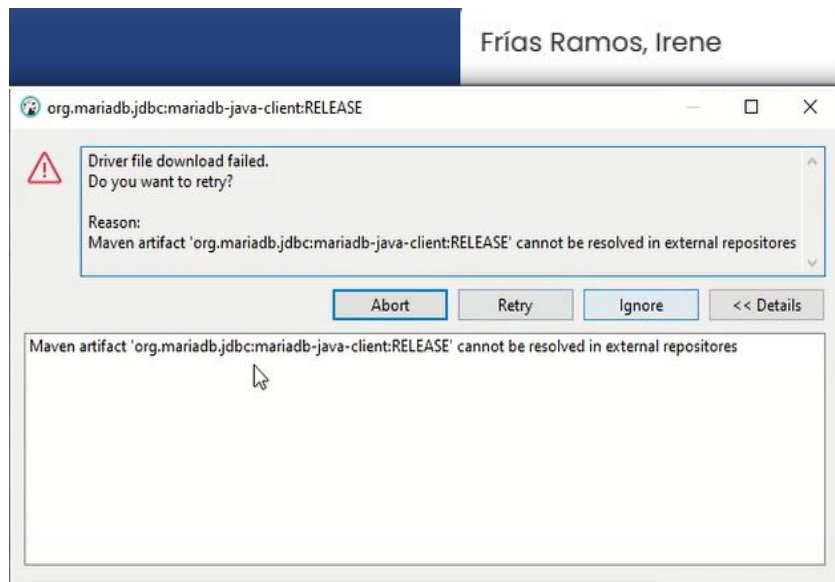 Frías Ramos, Irene
org.mariadb.jdbc:mariadb-java-client:RELEASE
Driver file download failed.
Do you want to retry?
Reason:
Maven artifact 'org.mariadb.jdbc:mariadb-java-client:RELEASE' cannot be resolved in external repositores
Abort Retry Ignore << Details
Maven artifact 'org.mariadb.jdbc:mariadb-java-client:RELEASE' cannot be resolved in external repositores